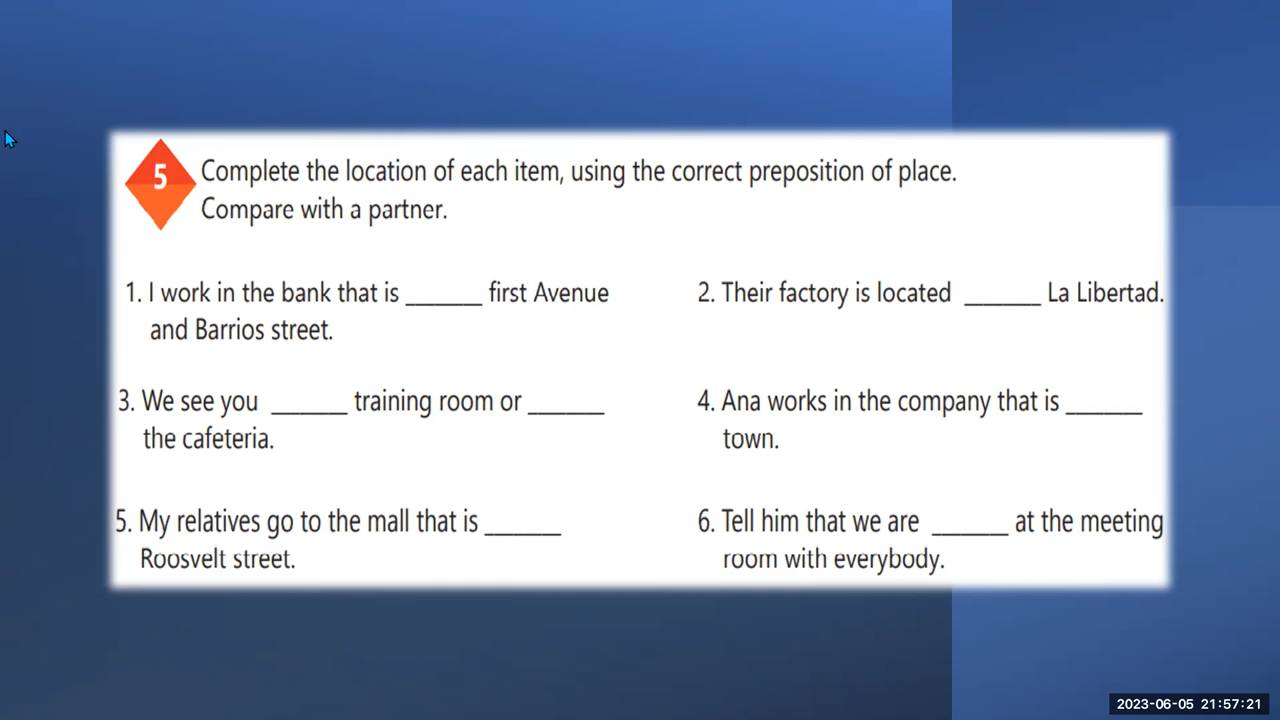 5
Complete the location of each item, using the correct preposition of place.
Compare with a partner.
1. I work in the bank that is _______ first Avenue
and Barrios street.
2. Their factory is located _______ La Libertad.
3. We see you _______ training room or _______
the cafeteria.
4. Ana works in the company that is _______
town.
5. My relatives go to the mall that is _______
Roosvelt street.
6. Tell him that we are _______ at the meeting
room with everybody.
2023-06-05 21:57:21